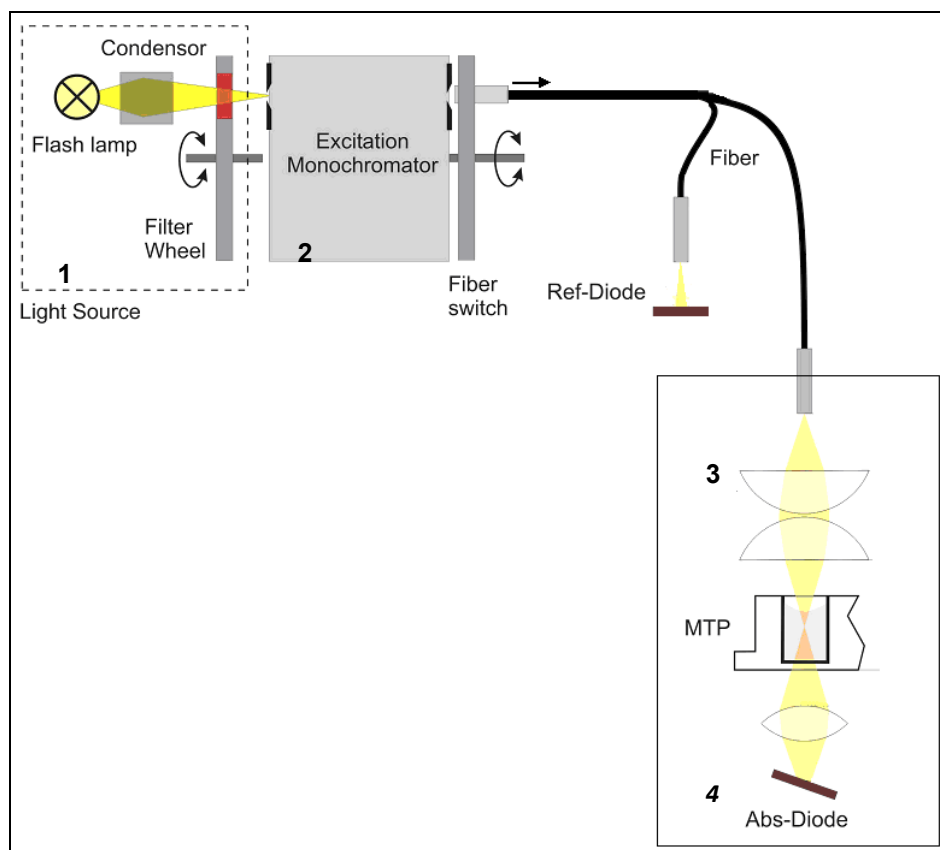 Condensor
Flash lamp
Filter
Wheel
1
Light Source
Excitation
Monochromator
2
Fiber
switch
Fiber
Ref-Diode
3
MTP
4
Abs-Diode